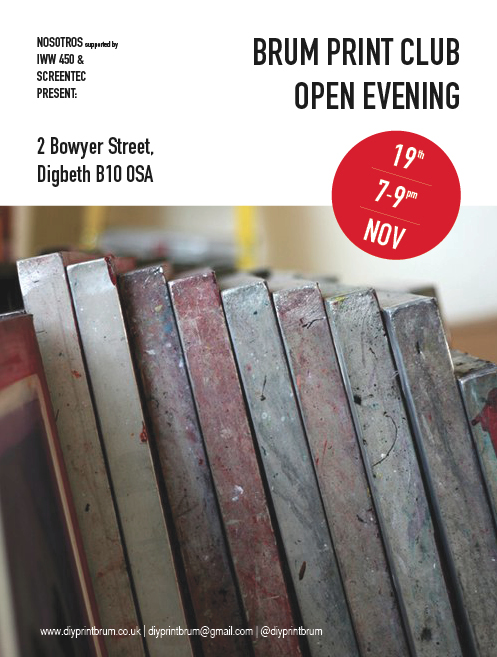 NOSOTROS supported by
IWW 450 &
SCREENTEC
PRESENT:
BRUM PRINT CLUB
OPEN EVENING
2 Bowyer Street,
Digbeth B10 0SA
19th
7-9pm
NOV
www.diyprintbrum.co.uk | diyprintbrum@gmail.com | @diyprintbrum